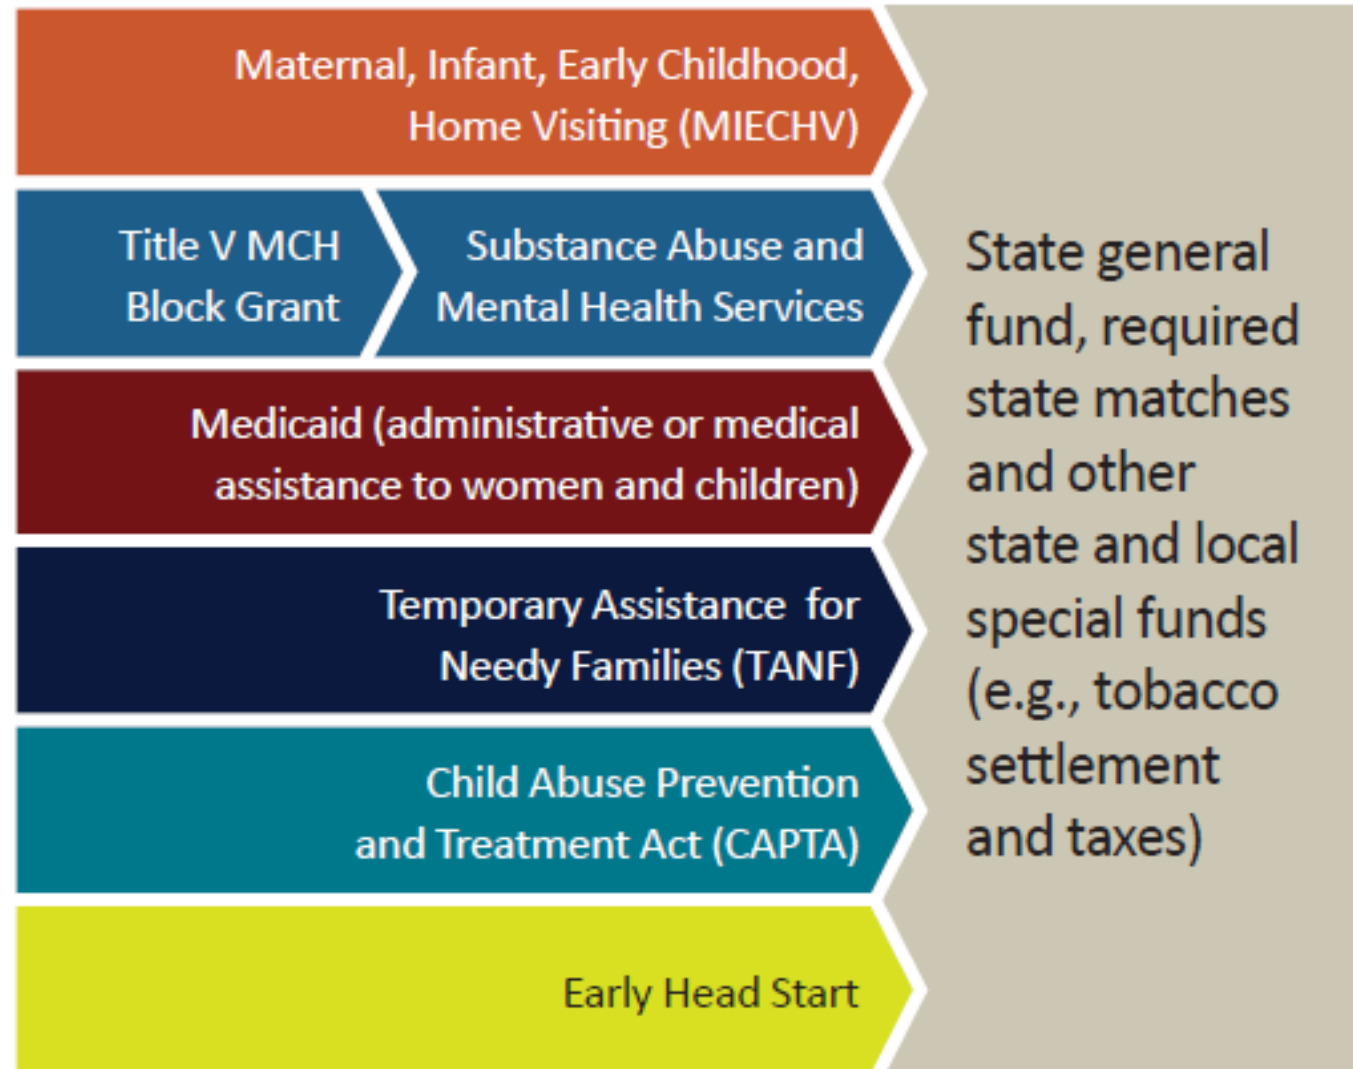 Maternal, Infant, Early Childhood,
Home Visiting (MIECHV)
Title V MCH
Block Grant
Substance Abuse and
Mental Health Services
Medicaid (administrative or medical
assistance to women and children)
Temporary Assistance for
Needy Families (TANF)
Child Abuse Prevention
and Treatment Act (CAPTA)
Early Head Start
State general
fund, required
state matches
and other
state and local
special funds
(e.g., tobacco
settlement
and taxes)